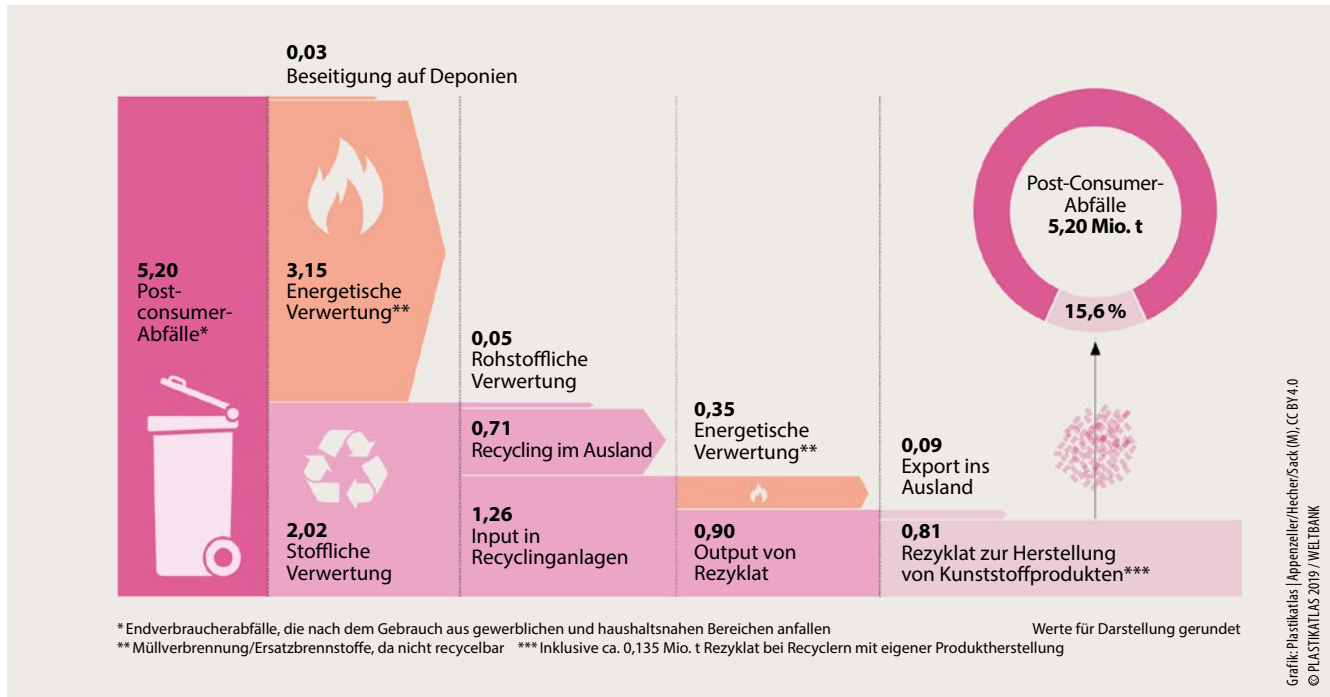 0,03
Beseitigung auf Deponien
5,20
Post-
consumer-
Abfälle*
3,15
Energetische
Verwertung**
2,02
Stoffliche
Verwertung
0,05
Rohstoffliche
Verwertung
0,71
Recycling im Ausland
1,26
Input in
Recyclinganlagen
0,35
Energetische
Verwertung**
0,90
Output von
Rezyklat
0,09
Export ins
Ausland
0,81
Rezyklat zur Herstellung
von Kunststoffprodukten***
Post-Consumer-
Abfälle
5,20 Mio. t
15,6 %
* Endverbraucherabfälle, die nach dem Gebrauch aus gewerblichen und haushaltsnahen Bereichen anfallen
Werte für Darstellung gerundet
** Müllverbrennung/Ersatzbrennstoffe, da nicht recycelbar *** Inklusive ca. 0,135 Mio. t Rezyklat bei Recyclern mit eigener Produktherstellung
Grafik: Plastikatlas | Appenzeller/Hecher/Sack (M), CC BY 4.0
© PLASTIKATLAS 2019 / WELTBANK